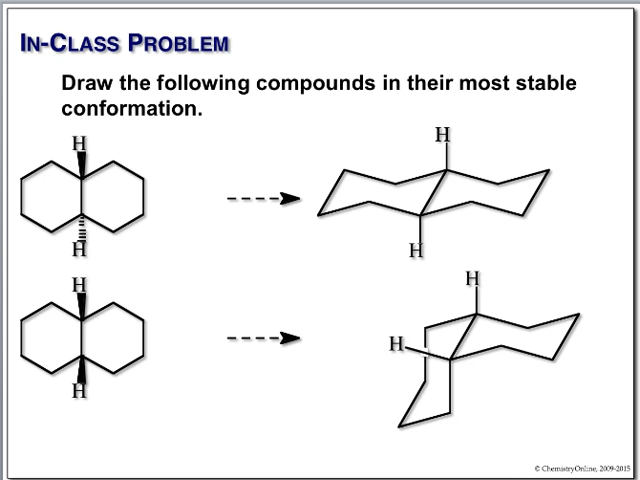 IN-CLASS PROBLEM
Draw the following compounds in their most stable
conformation.
H
H
H
H
H
H
H
H
© ChemistryOnline, 2009-2015